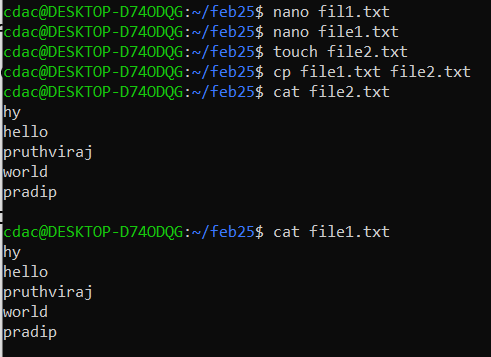 cdac@DESKTOP-D74ODQG:~/feb25$ nano fil1.txt
cdac@DESKTOP-D74ODQG:~/feb25$ nano file1.txt
cdac@DESKTOP-D74ODQG:~/feb25$ touch file2.txt
cdac@DESKTOP-D74ODQG:~/feb25$ cp file1.txt file2.txt
cdac@DESKTOP-D74ODQG:~/feb25$ cat file2.txt
hy
hello
pruthviraj
world
pradip
cdac@DESKTOP-D74ODQG:~/feb25$ cat file1.txt
hy
hello
pruthviraj
world
pradip